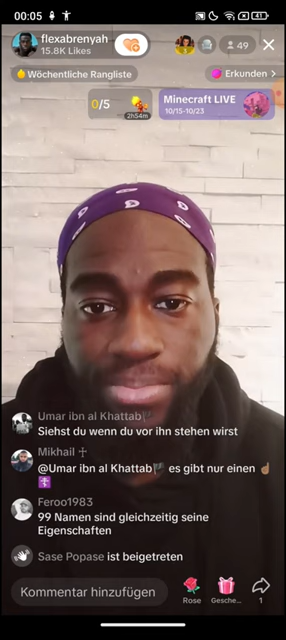 00:05
41
flexabrenyah
15.8K Likes
49
Wöchentliche Rangliste
Erkunden >
0/5
2h54m
Minecraft LIVE
10/15-10/23
Umar ibn al Khattab🏴
Siehst du wenn du vor ihn stehen wirst
Mikhail ☩
@Umar ibn al Khattab🏴 es gibt nur einen ☝🏾
Feroo1983
99 Namen sind gleichzeitig seine
Eigenschaften
Sase Popase ist beigetreten
Kommentar hinzufügen
Rose
Gesche...
1